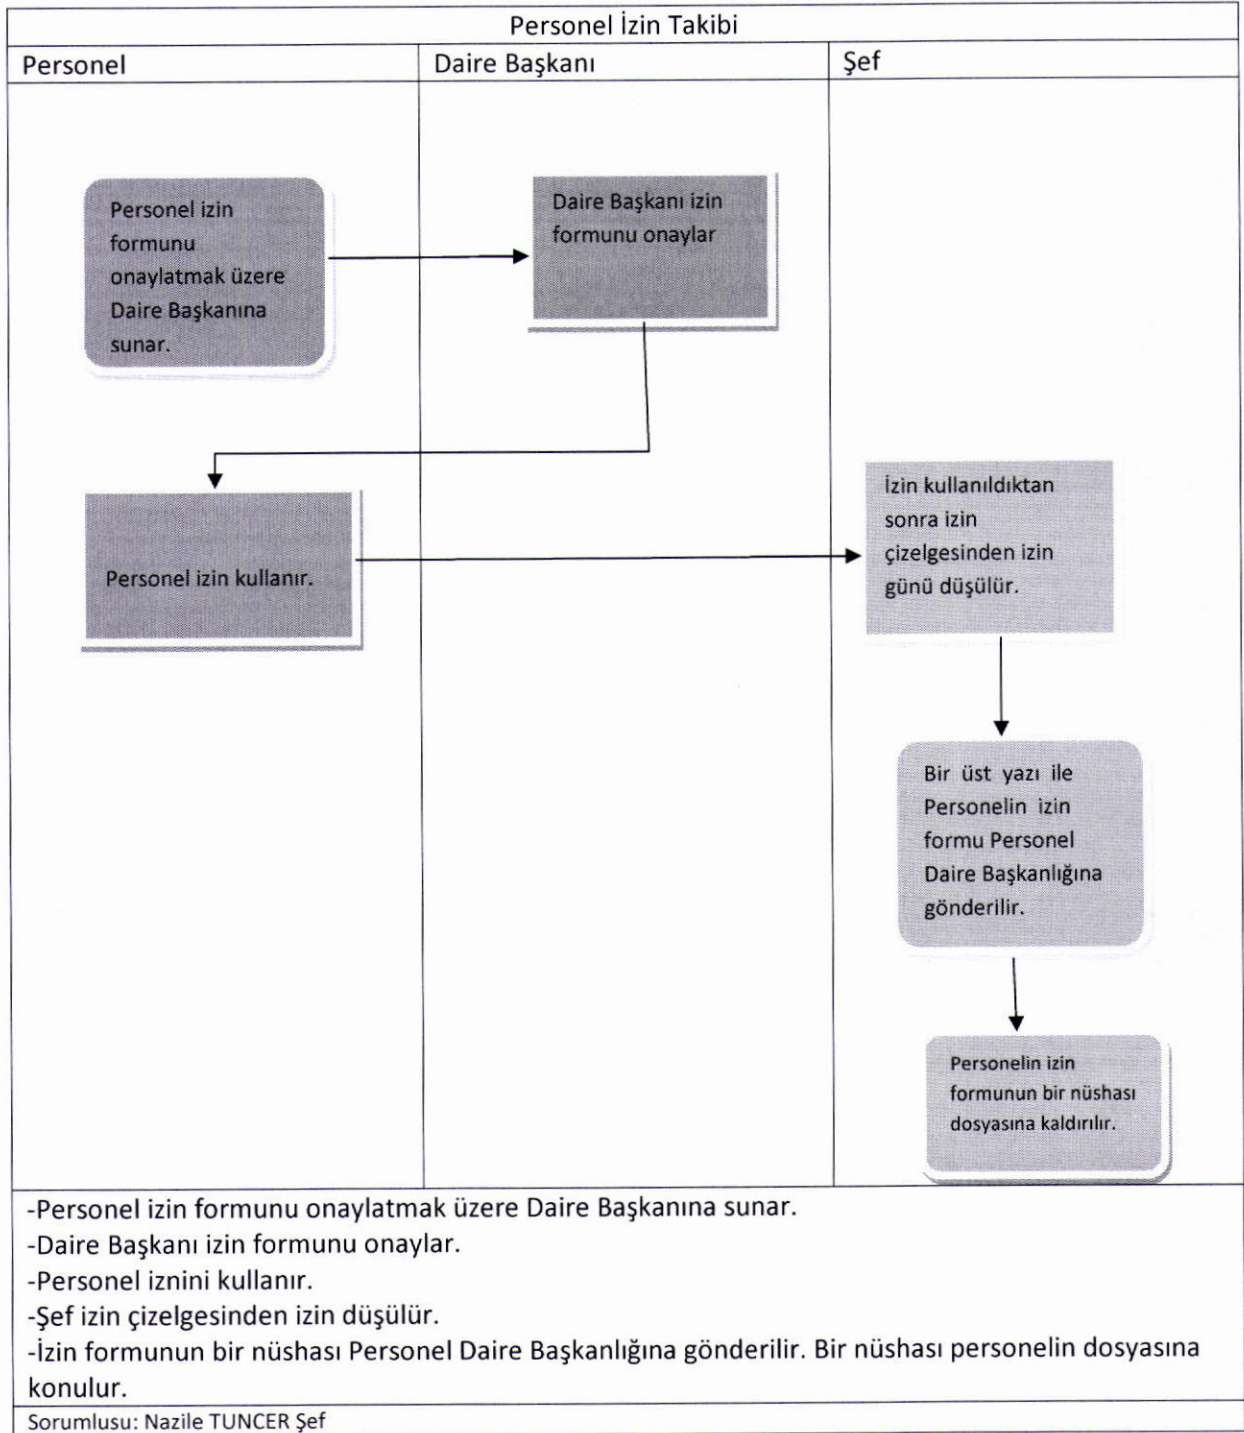 Personel İzin Takibi
Personel
Daire Başkanı
Şef
Personel izin
formunu
onaylatmak üzere
Daire Başkanına
sunar.
Daire Başkanı izin
formunu onaylar
Personel izin kullanır.
İzin kullanıldıktan
sonra izin
çizelgesinden izin
günü düşülür.
Bir üst yazı ile
Personelin izin
formu Personel
Daire Başkanlığına
gönderilir.
Personelin izin
formunun bir nüshası
dosyasına kaldırılır.
-Personel izin formunu onaylatmak üzere Daire Başkanına sunar.
-Daire Başkanı izin formunu onaylar.
-Personel iznini kullanır.
-Şef izin çizelgesinden izin düşülür.
-İzin formunun bir nüshası Personel Daire Başkanlığına gönderilir. Bir nüshası personelin dosyasına
konulur.
Sorumlusu: Nazile TUNCER Şef